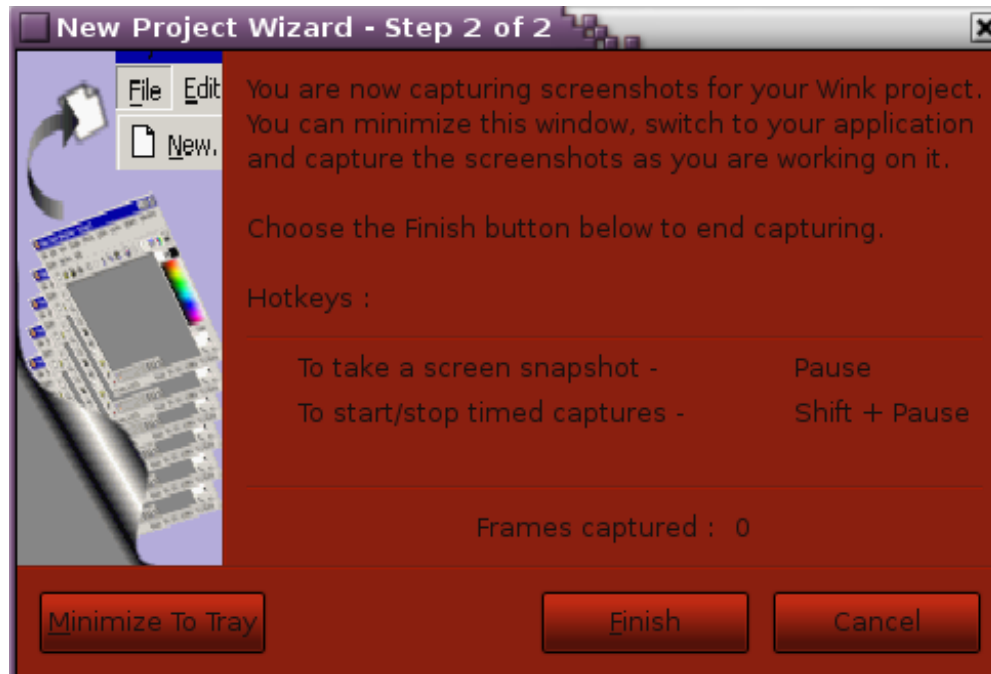 New Project Wizard - Step 2 of 2
File Edit
New.
You are now capturing screenshots for your Wink project.
You can minimize this window, switch to your application
and capture the screenshots as you are working on it.
Choose the Finish button below to end capturing.
Hotkeys :
To take a screen snapshot - Pause
To start/stop timed captures - Shift + Pause
Frames captured : 0
Minimize To Tray Finish Cancel